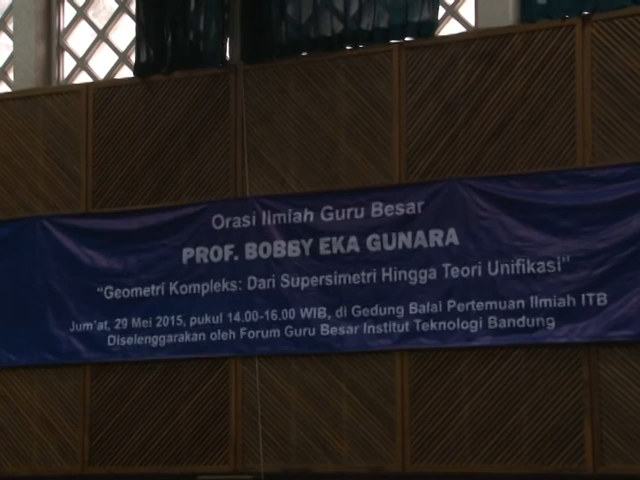 Orasi Ilmiah Guru Besar
PROF. BOBBY EKA GUNARA
"Geometri Kompleks: Dari Supersimetri Hingga Teori Unifikasi"
Jum'at, 29 Mei 2015, pukul 14.00-16.00 WIB, di Gedung Balai Pertemuan Ilmiah ITB
Diselenggarakan oleh Forum Guru Besar Institut Teknologi Bandung